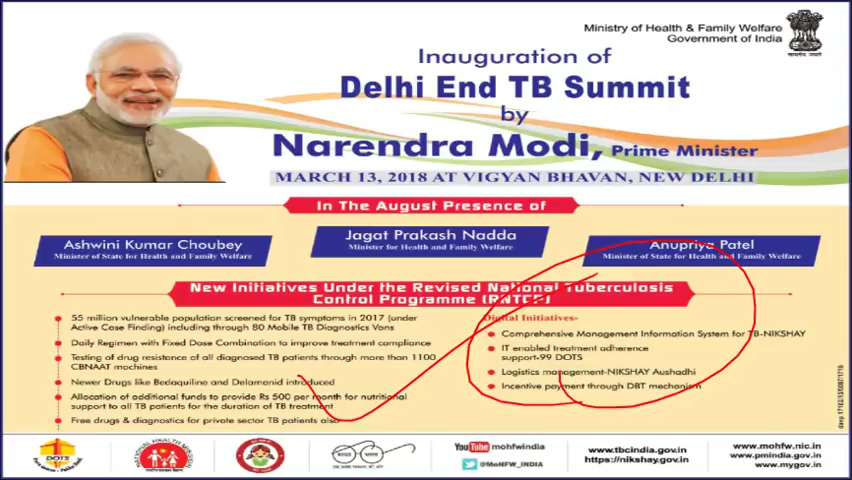 Ministry of Health & Family Welfare
Government of India
Inauguration of
Delhi End TB Summit
by
Narendra Modi, Prime Minister
MARCH 13, 2018 AT VIGYAN BHAVAN, NEW DELHI
In The August Presence of
Ashwini Kumar Choubey
Minister of State for Health and Family Welfare
Jagat Prakash Nadda
Minister for Health and Family Welfare
Anupriya Patel
Minister of State for Health and Family Welfare
New Initiatives Under the Revised National Tuberculosis
Control Programme (RNTCP)
55 million vulnerable population screened for TB symptoms in 2017 (under
Active Case Finding) including through 80 Mobile TB Diagnostics Vans
Daily Regimen with Fixed Dose Combination to improve treatment compliance
Testing of drug resistance of all diagnosed TB patients through more than 1100
CBNAAT machines
Newer Drugs like Bedaquiline and Delamanid introduced
Allocation of additional funds to provide Rs 500 per month for nutritional
support to all TB patients for the duration of TB treatment
Free drugs & diagnostics for private sector TB patients also
Digital Initiatives-
Comprehensive Management Information System for TB-NIKSHAY
IT enabled treatment adherence
support-99 DOTS
Logistics management-NIKSHAY Aushadhi
Incentive payment through DBT mechanism
DOTS
NATIONAL HEALTH MISSION
YouTube mohfwindia
@MoHFW_INDIA
www.tbcindia.gov.in
https://nikshay.gov.in
www.mohfw.nic.in
www.pmindia.gov.in
www.mygov.in